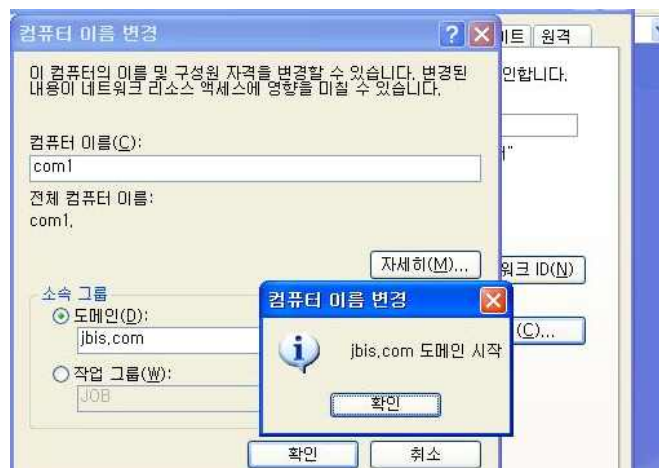 컴퓨터 이름 변경
이트
원격
이 컴퓨터의 이름 및 구성원 자격을 변경할 수 있습니다. 변경된
내용이 네트워크 리소스 액세스에 영향을 미칠 수 있습니다.
인합니다.
컴퓨터 이름(C):
com1
전체 컴퓨터 이름:
com1.
자세히(M)...
워크 ID(N)
소속 그룹
도메인(D):
jbis.com
작업 그룹(W):
JOB
(C)...
컴퓨터 이름 변경
jbis.com 도메인 시작
확인
확인
취소